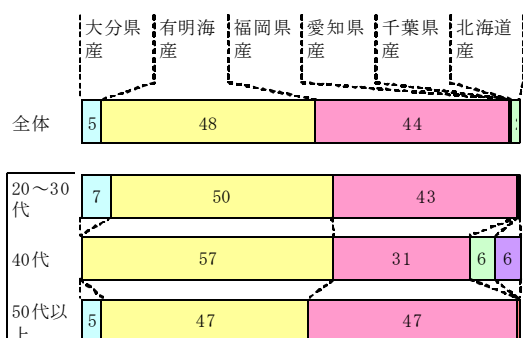 大分県 有明海 福岡県 愛知県 千葉県 北海道
産 産 産 産 産 産
全体 5 48 44
20～30
代
7 50 43
40代 57 31 6 6
50代以
上
5 47 47